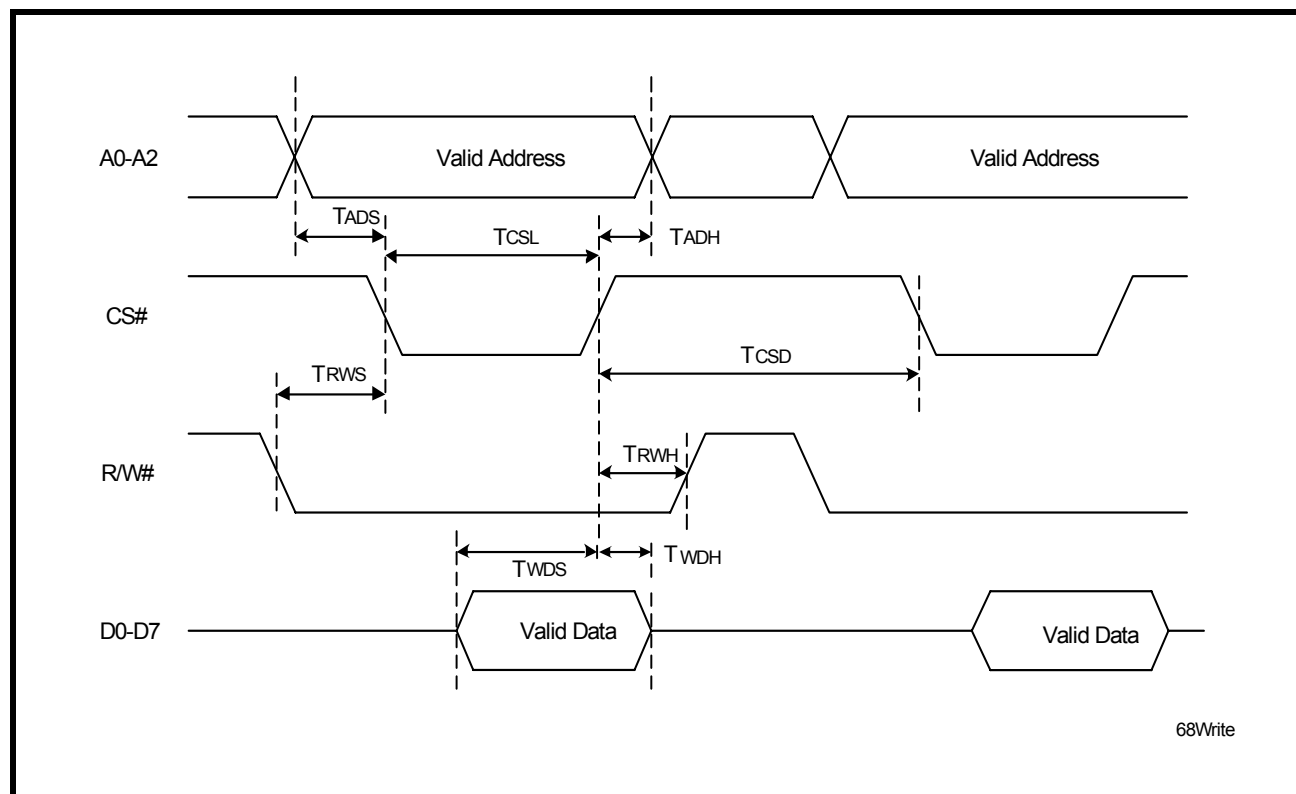 A0-A2
Valid Address
Valid Address
TADS
TCSL
TADH
CS#
TCSD
TRWS
R/W#
TRWH
TWDS
T WDH
D0-D7
Valid Data
Valid Data
68Write